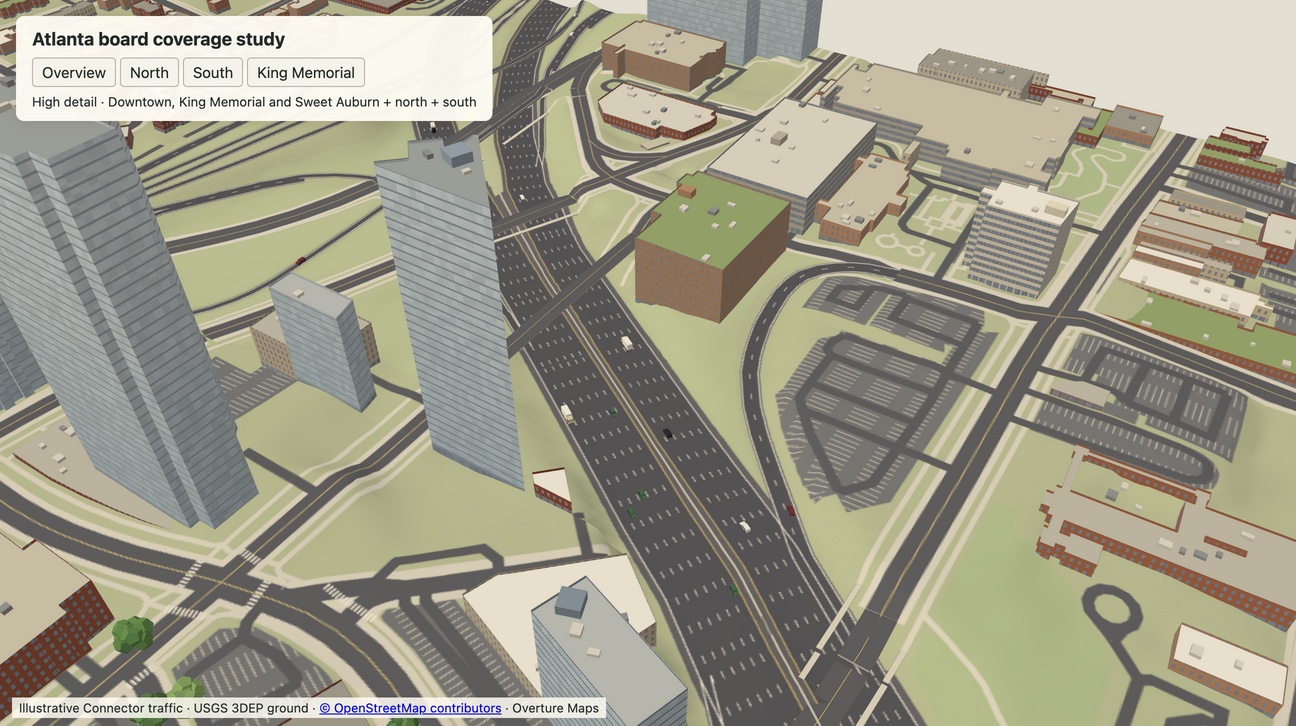 Atlanta board coverage study
Overview North South King Memorial
High detail · Downtown, King Memorial and Sweet Auburn + north + south
Illustrative Connector traffic · USGS 3DEP ground · © OpenStreetMap contributors · Overture Maps